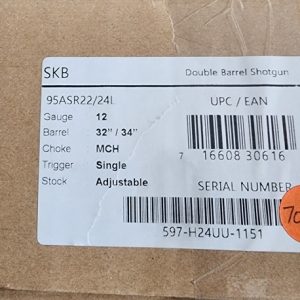 SKB Double Barrel Shotgun
95ASR22/24L UPC / EAN
Gauge 12
Barrel 32" / 34"
Choke MCH
Trigger Single
Stock Adjustable
7 16608 30616
SERIAL NUMBER
597-H24UU-1151
70